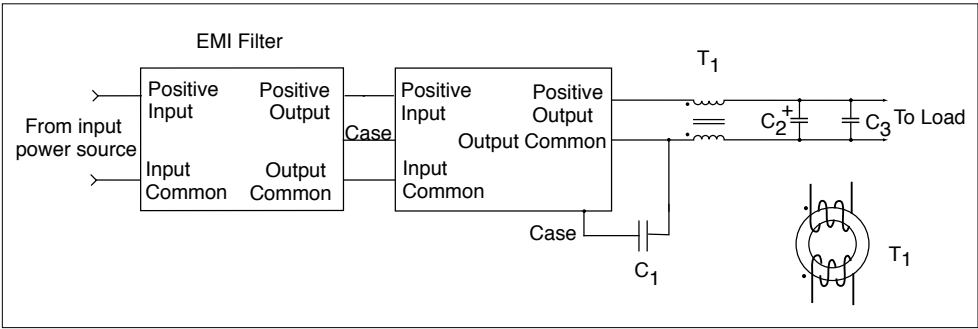 EMI Filter
T1
Positive Input
Positive Output
Positive Input
Positive Output
From input power source
Case
Output Common
C2
+
C3
To Load
Input Common
Output Common
Input Common
Case
C1
T1